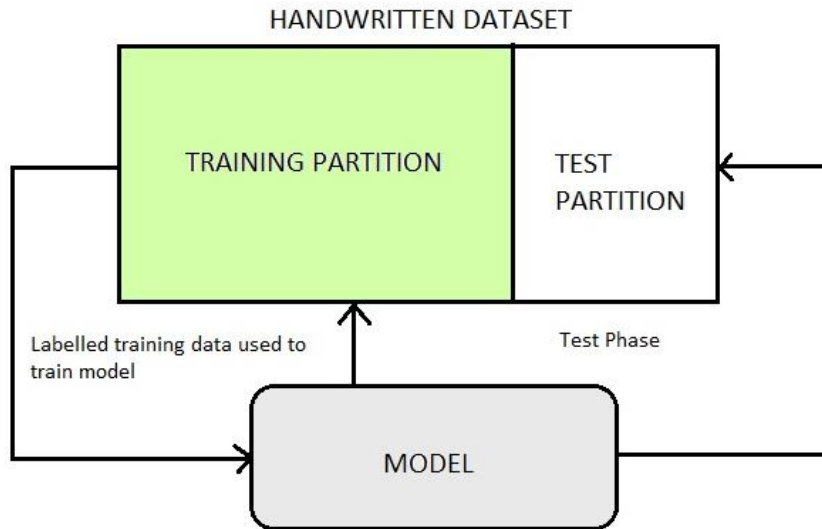 HANDWRITTEN DATASET
TRAINING PARTITION
TEST
PARTITION
Labelled training data used to
train model
Test Phase
MODEL